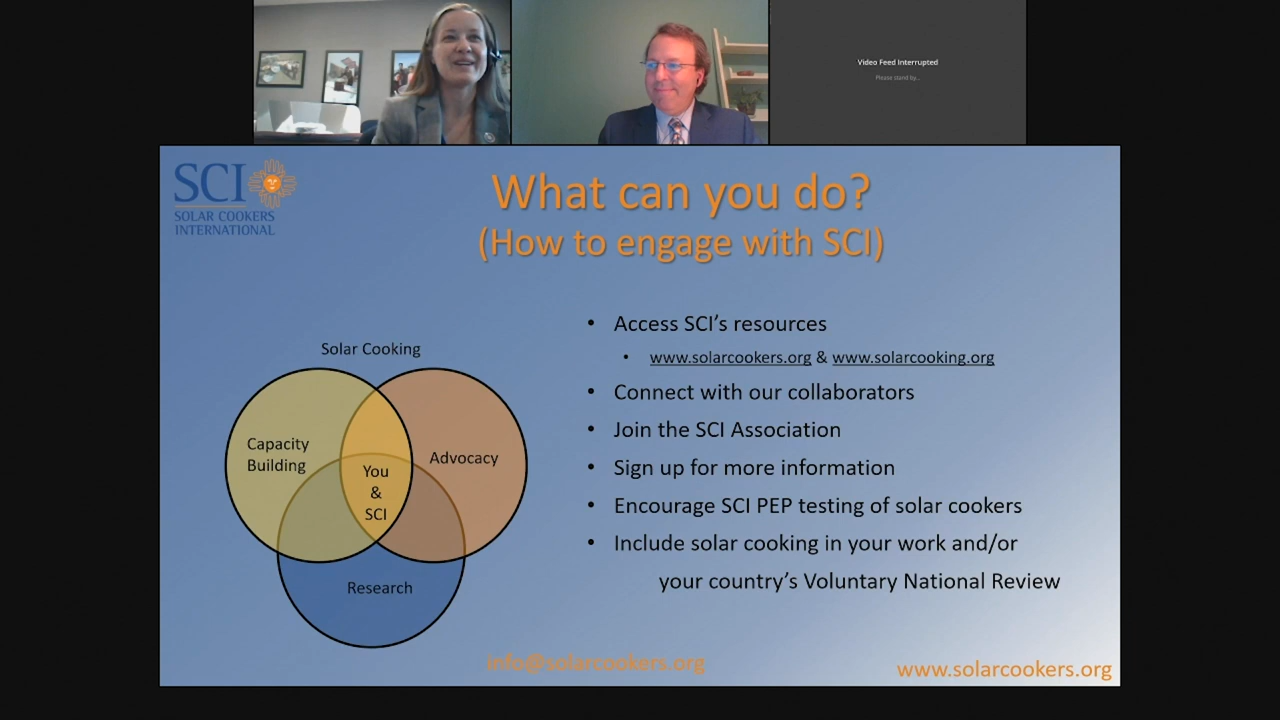 Video Feed Interrupted
Please stand by...
SCI
SOLAR COOKERS
INTERNATIONAL
What can you do?
(How to engage with SCI)
• Access SCI's resources
• www.solarcookers.org & www.solarcooking.org
• Connect with our collaborators
• Join the SCI Association
• Sign up for more information
• Encourage SCI PEP testing of solar cookers
• Include solar cooking in your work and/or
your country's Voluntary National Review
Solar Cooking
Capacity
Building
Advocacy
You
&
SCI
Research
info@solarcookers.org
www.solarcookers.org